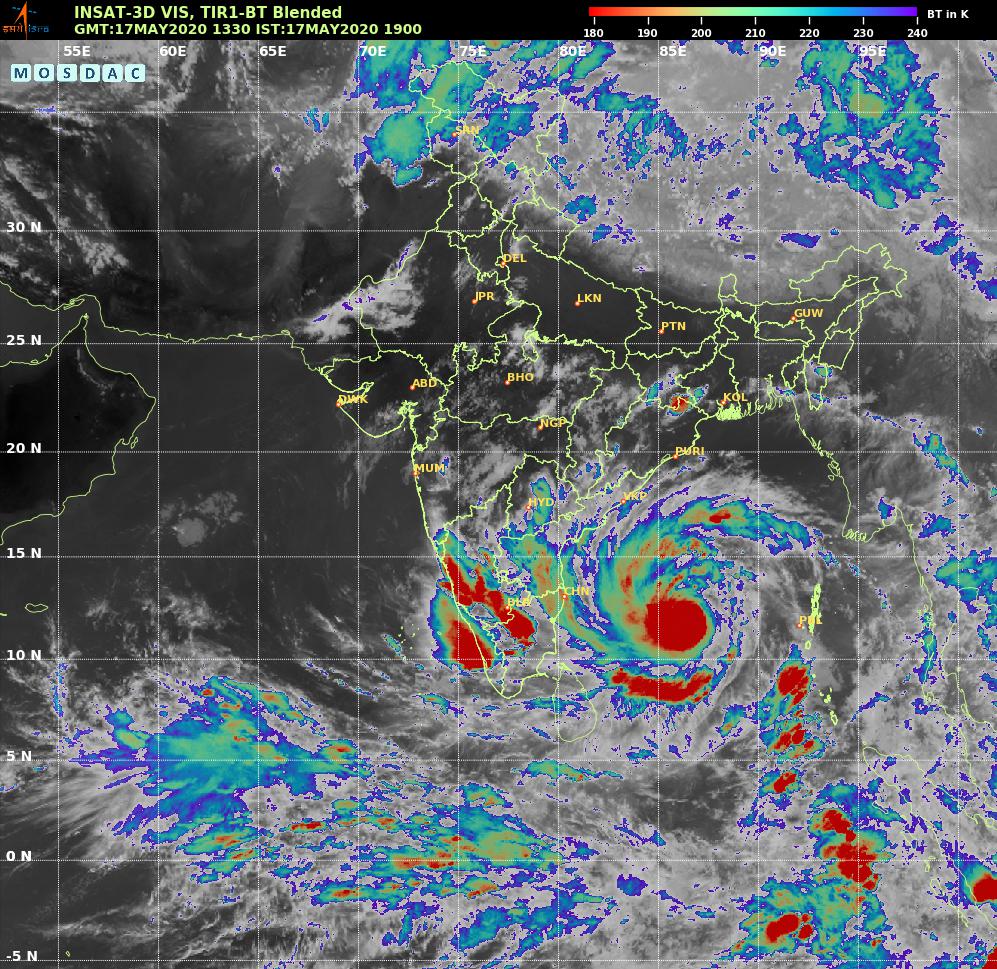 INSAT-3D VIS, TIR1-BT Blended
GMT:17MAY2020 1330 IST:17MAY2020 1900
180 190 200 210 220 230 240 BT in K
55E 60E 65E 70E 75E 80E 85E 90E 95E
MOSDAC
SRN
30 N
DEL
JPR LKN
GUW
PTN
25 N
BHO
ABD
DWK KOL
NGP
20 N PURI
MUM
VKP
HYD
15 N
CHN
BLR
PBL
10 N
5 N
0 N
-5 N